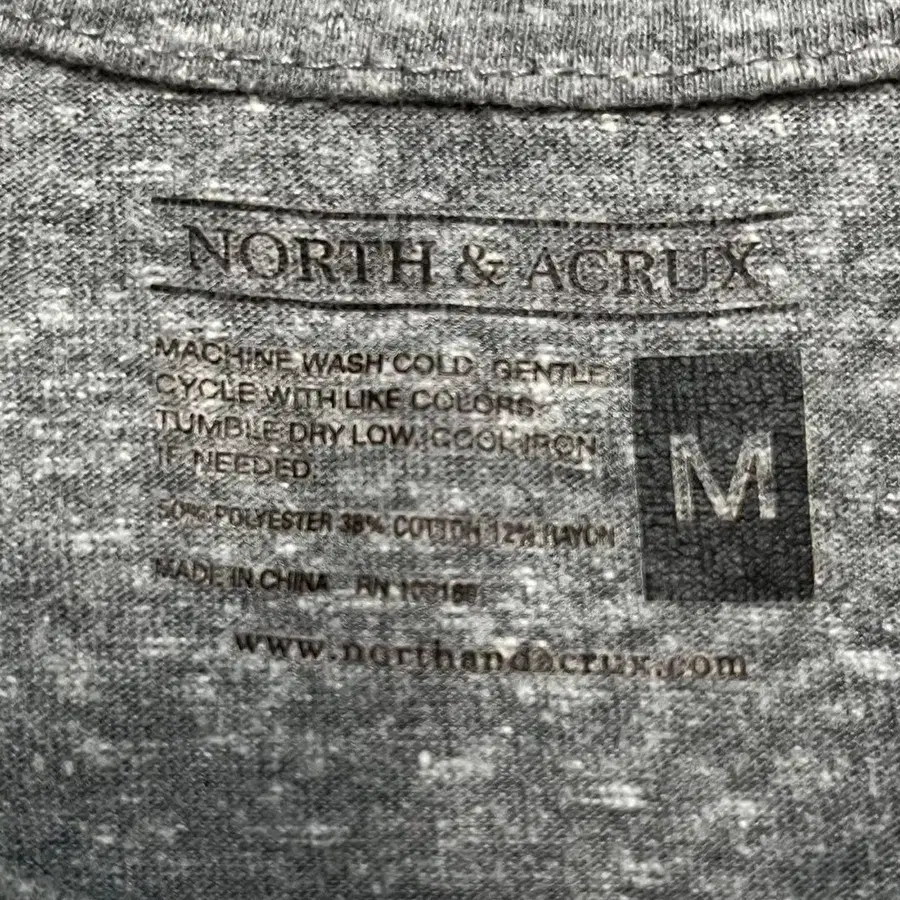 NORTH & ACRUX
MACHINE WASH COLD, GENTLE
CYCLE WITH LIKE COLORS.
TUMBLE DRY LOW, COOL IRON
IF NEEDED.
M
50% POLYESTER 38% COTTON 12% RAYON
MADE IN CHINA RN
www.northandacrux.com